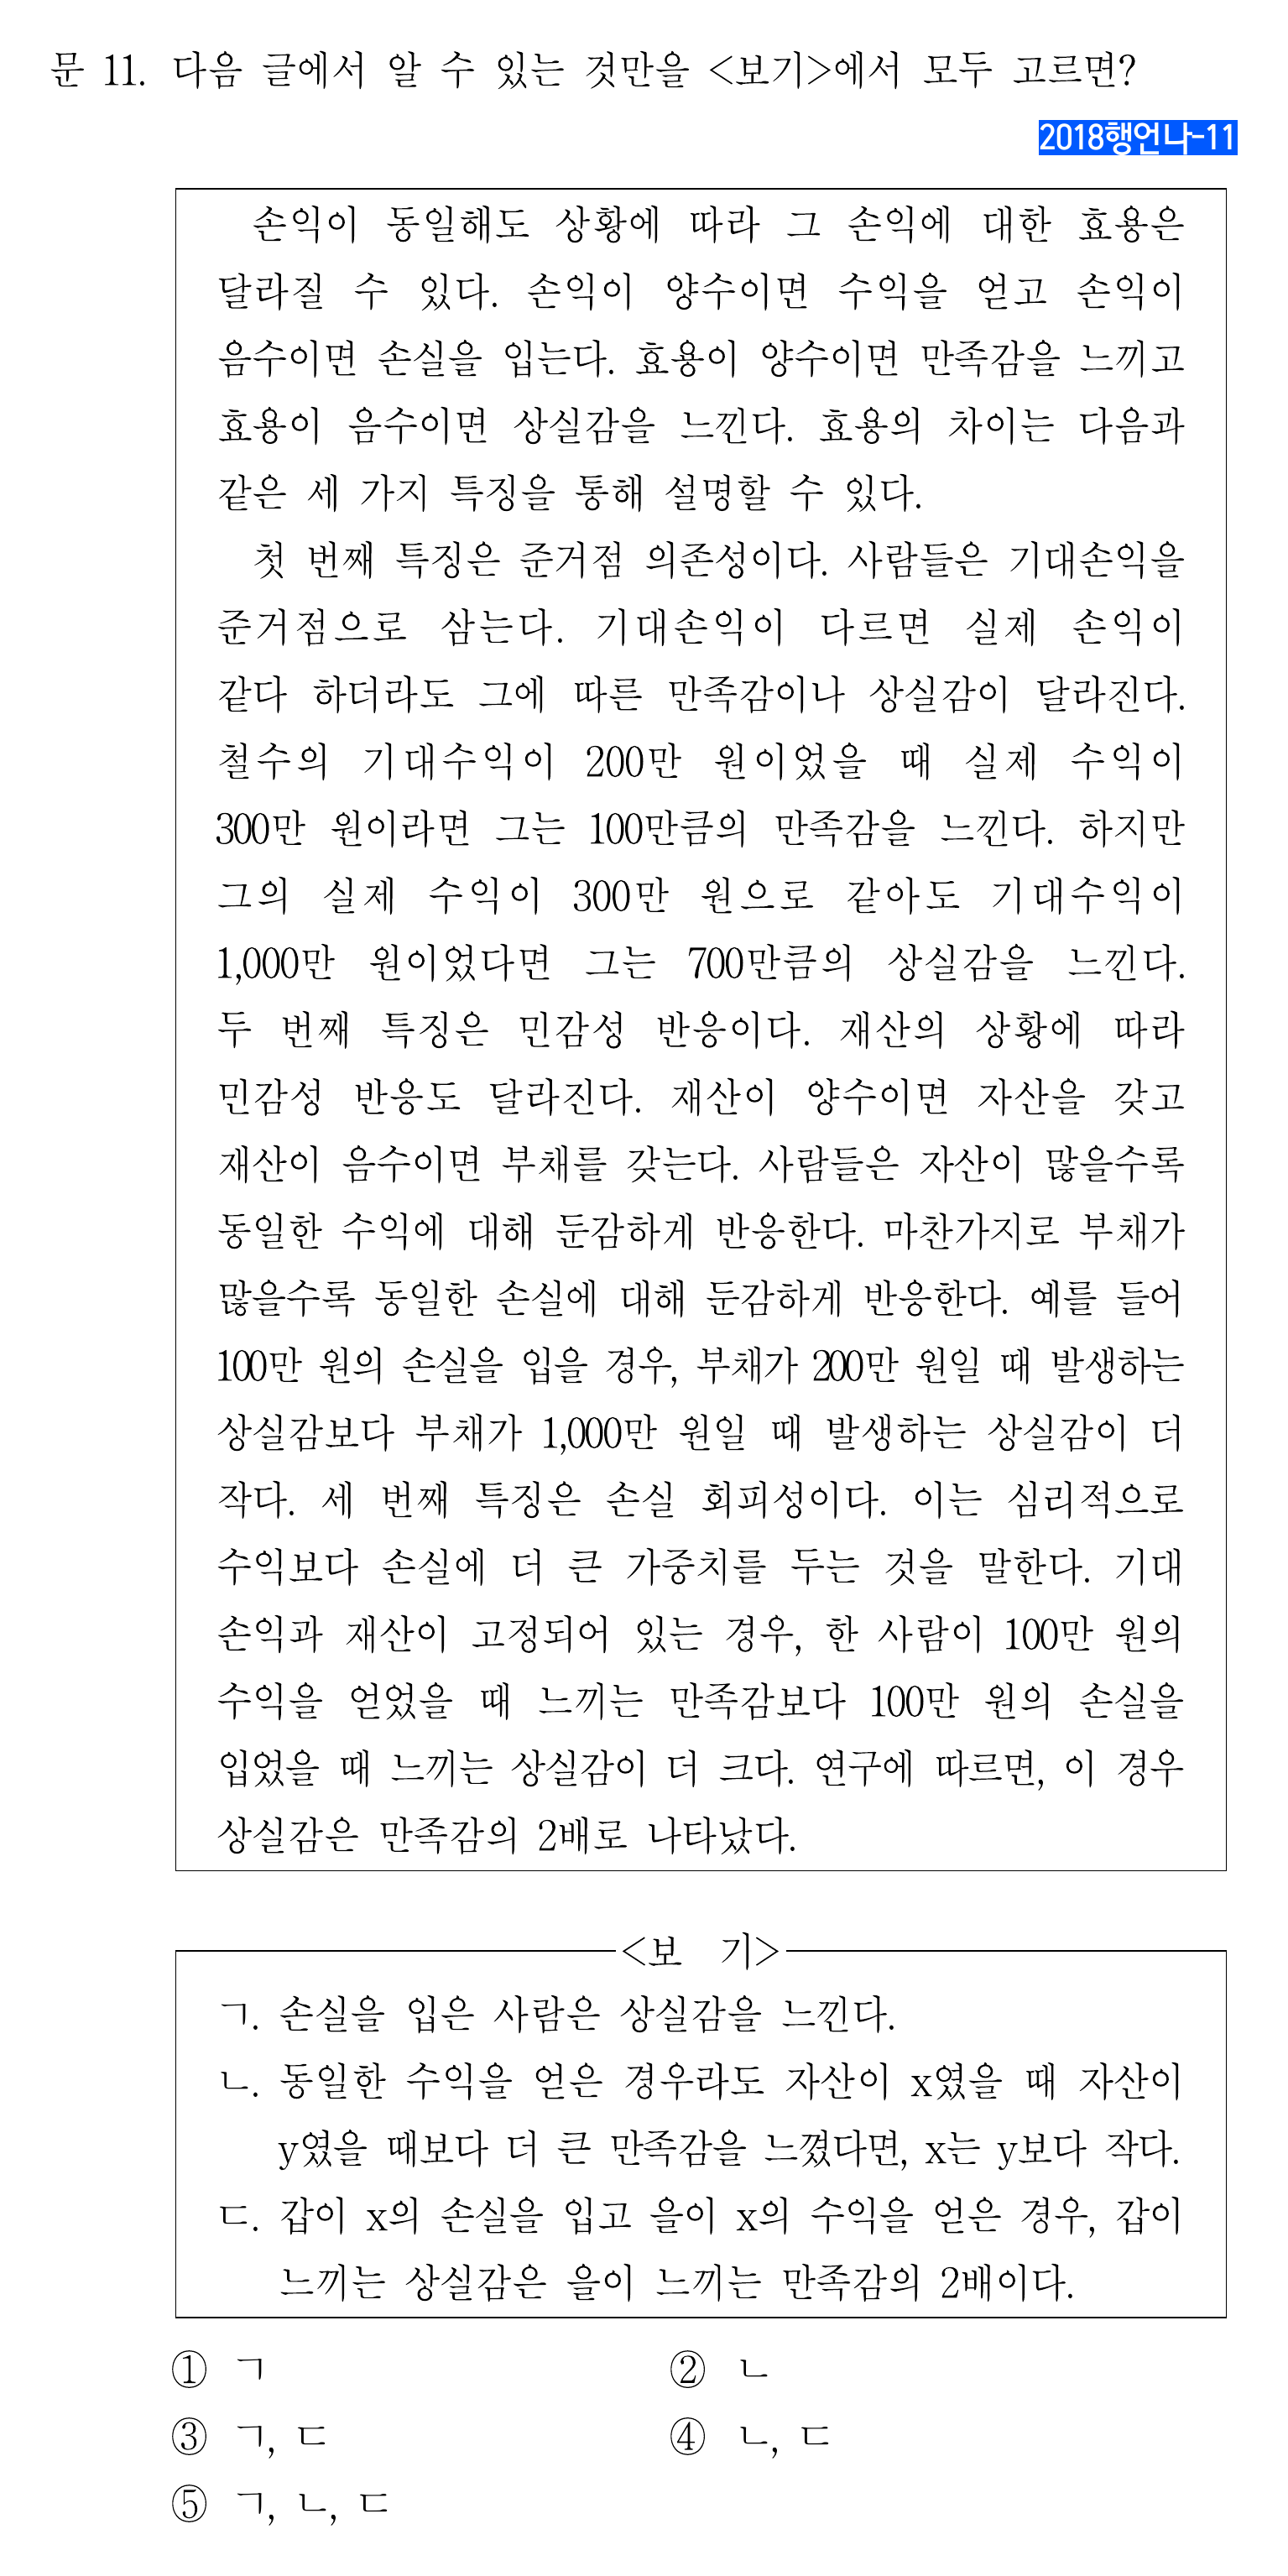 문 11. 다음 글에서 알 수 있는 것만을 <보기>에서 모두 고르면?
2018행언나-11
손익이 동일해도 상황에 따라 그 손익에 대한 효용은
달라질 수 있다. 손익이 양수이면 수익을 얻고 손익이
음수이면 손실을 입는다. 효용이 양수이면 만족감을 느끼고
효용이 음수이면 상실감을 느낀다. 효용의 차이는 다음과
같은 세 가지 특징을 통해 설명할 수 있다.
첫 번째 특징은 준거점 의존성이다. 사람들은 기대손익을
준거점으로 삼는다. 기대손익이 다르면 실제 손익이
같다 하더라도 그에 따른 만족감이나 상실감이 달라진다.
철수의 기대수익이 200만 원이었을 때 실제 수익이
300만 원이라면 그는 100만큼의 만족감을 느낀다. 하지만
그의 실제 수익이 300만 원으로 같아도 기대수익이
1,000만 원이었다면 그는 700만큼의 상실감을 느낀다.
두 번째 특징은 민감성 반응이다. 재산의 상황에 따라
민감성 반응도 달라진다. 재산이 양수이면 자산을 갖고
재산이 음수이면 부채를 갖는다. 사람들은 자산이 많을수록
동일한 수익에 대해 둔감하게 반응한다. 마찬가지로 부채가
많을수록 동일한 손실에 대해 둔감하게 반응한다. 예를 들어
100만 원의 손실을 입을 경우, 부채가 200만 원일 때 발생하는
상실감보다 부채가 1,000만 원일 때 발생하는 상실감이 더
작다. 세 번째 특징은 손실 회피성이다. 이는 심리적으로
수익보다 손실에 더 큰 가중치를 두는 것을 말한다. 기대
손익과 재산이 고정되어 있는 경우, 한 사람이 100만 원의
수익을 얻었을 때 느끼는 만족감보다 100만 원의 손실을
입었을 때 느끼는 상실감이 더 크다. 연구에 따르면, 이 경우
상실감은 만족감의 2배로 나타났다.
<보 기>
ㄱ. 손실을 입은 사람은 상실감을 느낀다.
ㄴ. 동일한 수익을 얻은 경우라도 자산이 x였을 때 자산이
y였을 때보다 더 큰 만족감을 느꼈다면, x는 y보다 작다.
ㄷ. 갑이 x의 손실을 입고 을이 x의 수익을 얻은 경우, 갑이
느끼는 상실감은 을이 느끼는 만족감의 2배이다.
① ㄱ ② ㄴ
③ ㄱ, ㄷ ④ ㄴ, ㄷ
⑤ ㄱ, ㄴ, ㄷ